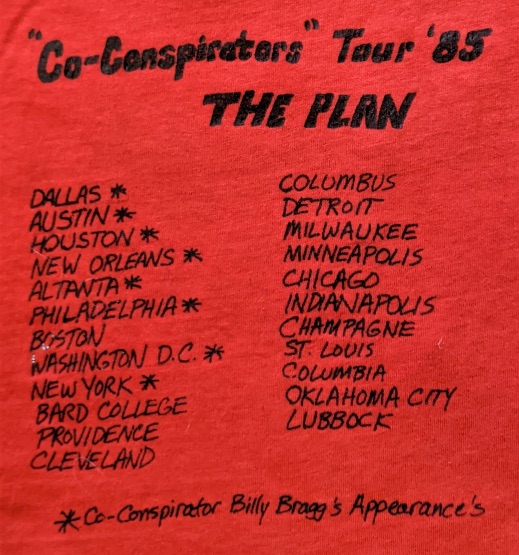 "Co-Conspirators" Tour '85
THE PLAN
DALLAS *
AUSTIN *
HOUSTON *
NEW ORLEANS *
ALTANTA *
PHILADELPHIA *
BOSTON
WASHINGTON D.C. *
NEW YORK *
BARD COLLEGE
PROVIDENCE
CLEVELAND
COLUMBUS
DETROIT
MILWAUKEE
MINNEAPOLIS
CHICAGO
INDIANAPOLIS
CHAMPAGNE
ST. LOUIS
COLUMBIA
OKLAHOMA CITY
LUBBOCK
* Co-Conspirator Billy Bragg's Appearance's